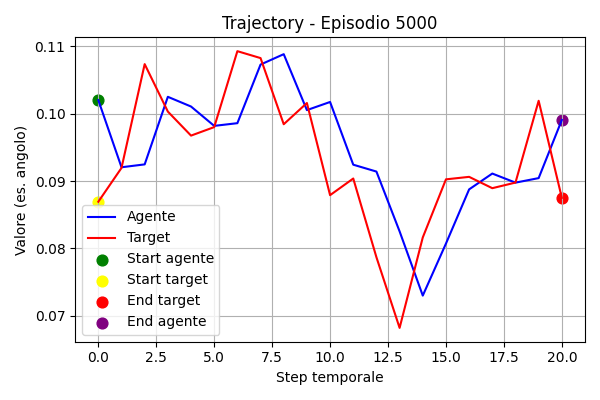 Trajectory - Episodio 5000
Valore (es. angolo)
0.11
0.10
0.09
0.08
0.07
Agente
Target
Start agente
Start target
End target
End agente
0.0 2.5 5.0 7.5 10.0 12.5 15.0 17.5 20.0
Step temporale